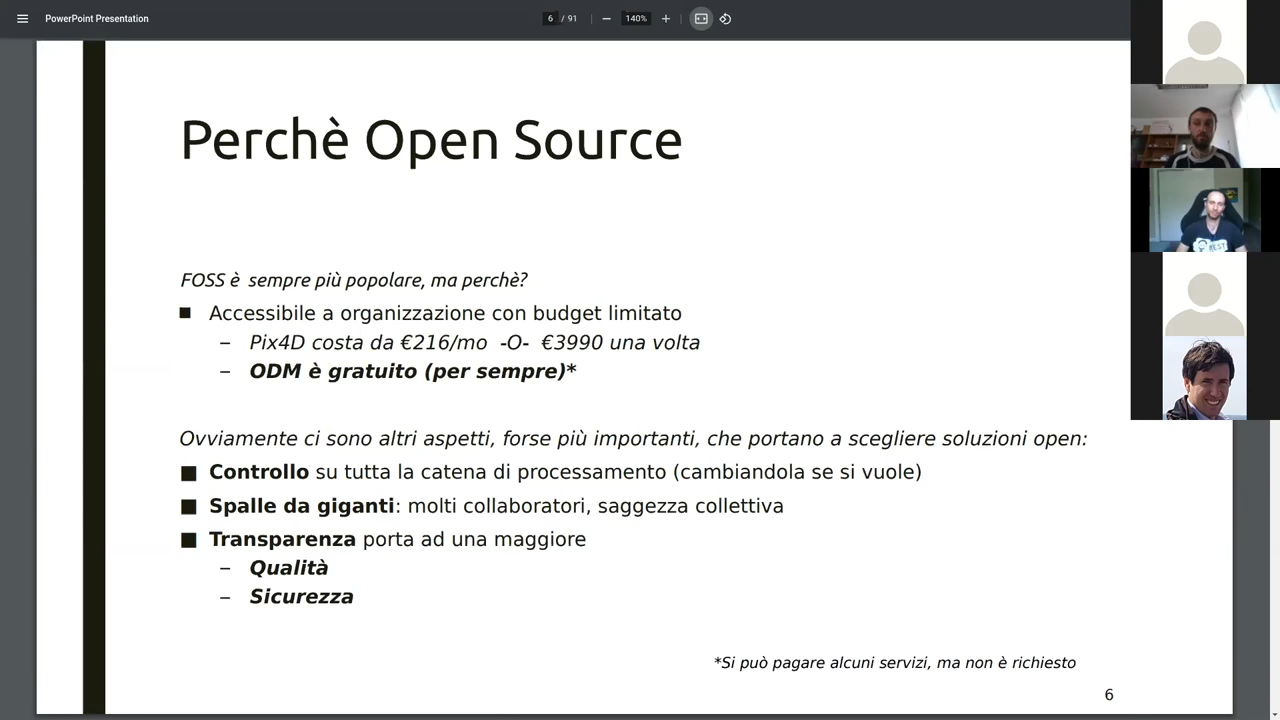 PowerPoint Presentation
6 / 91
140%
Perchè Open Source
FOSS è sempre più popolare, ma perchè?
■ Accessibile a organizzazione con budget limitato
– Pix4D costa da €216/mo -O- €3990 una volta
– ODM è gratuito (per sempre)*
Ovviamente ci sono altri aspetti, forse più importanti, che portano a scegliere soluzioni open:
■ Controllo su tutta la catena di processamento (cambiandola se si vuole)
■ Spalle da giganti: molti collaboratori, saggezza collettiva
■ Transparenza porta ad una maggiore
– Qualità
– Sicurezza
*Si può pagare alcuni servizi, ma non è richiesto
6